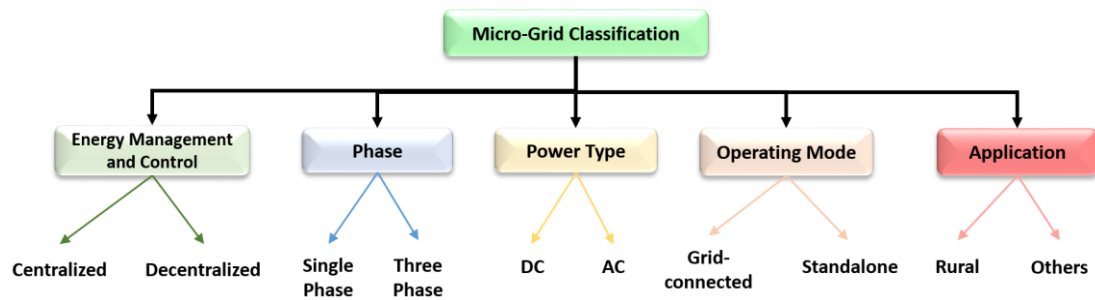 Micro-Grid Classification
Energy Management
and Control
Phase
Power Type
Operating Mode
Application
Centralized
Decentralized
Single
Phase
Three
Phase
DC
AC
Grid-
connected
Standalone
Rural
Others